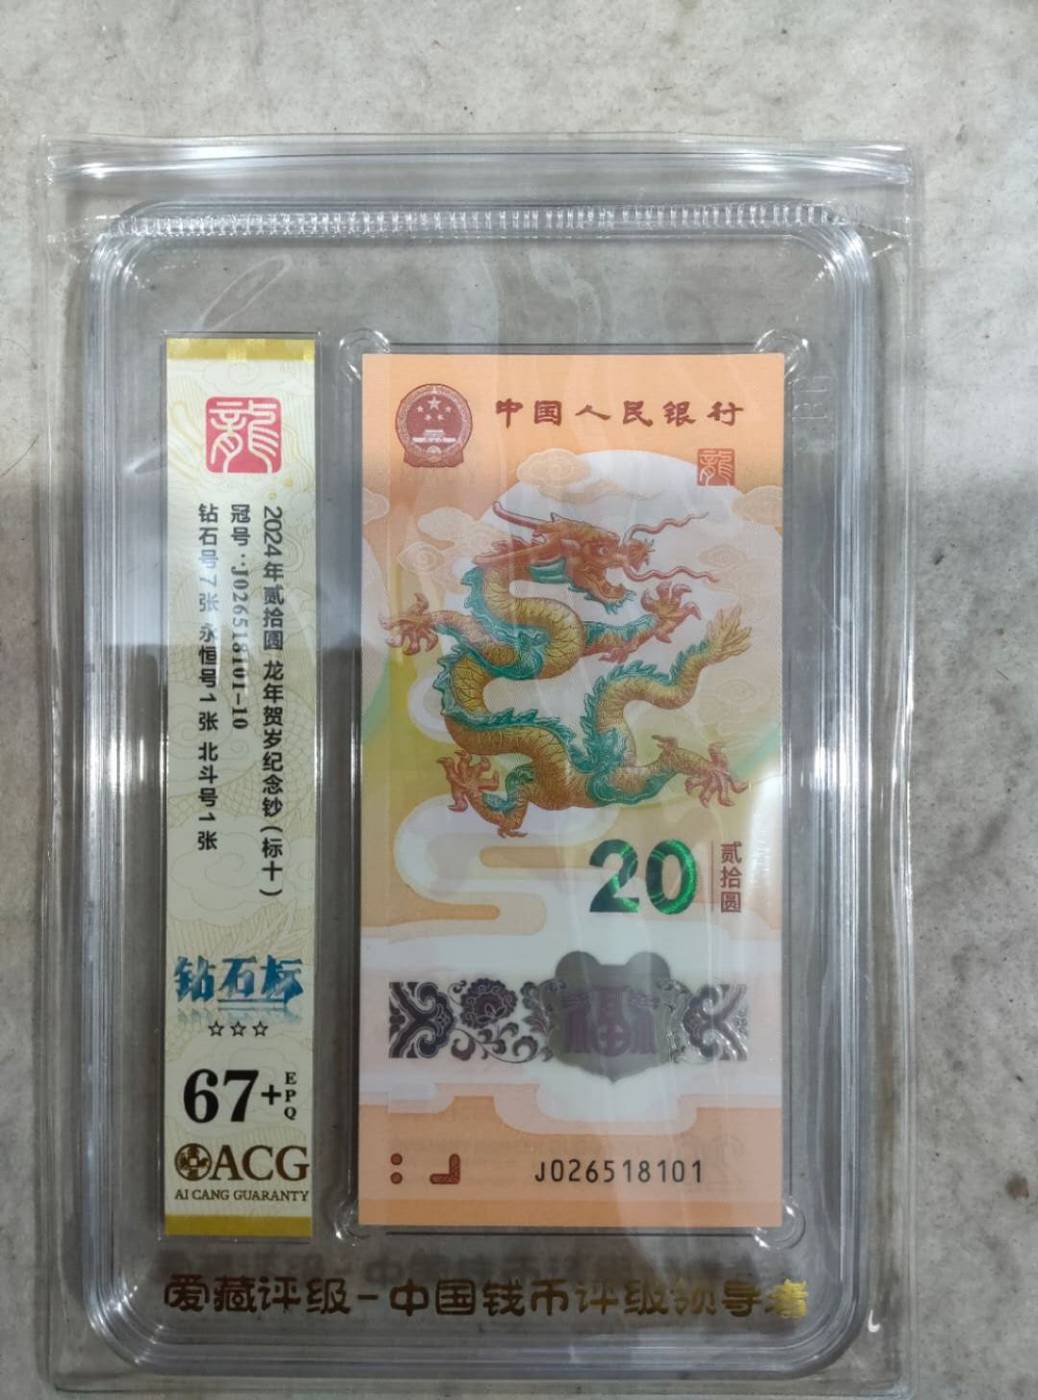 龍
2024年贰拾圆 龙年贺岁纪念钞(标十)
冠号:J026518101-10
钻石号7张 永恒号1张 北斗号1张
钻石标
☆☆☆
67+EPQ
ACG
AI CANG GUARANTY
中国人民银行
龍
20
贰拾圆
福
J026518101
爱藏评级-中国钱币评级领导者